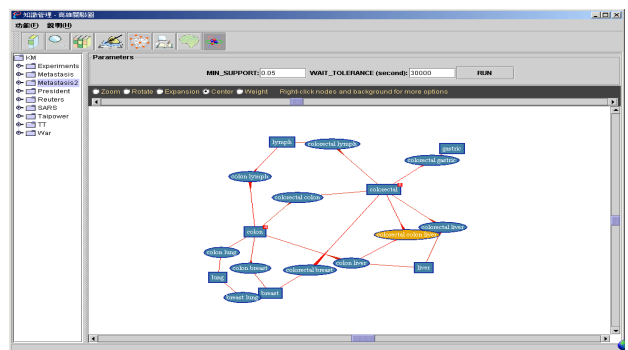 知識管理 - 高維關聯器
功能(F) 說明(H)
KM
Experiments
Metastasis
Metastasis2
President
Reuters
SARS
Taipower
TT
War
Parameters
MIN_SUPPORT: 0.05 WAIT_TOLERANCE (second): 30000 RUN
Zoom Rotate Expansion Center Weight Right-click nodes and background for more options
lymph
colorectal lymph
gastric
colorectal gastric
colon lymph
colorectal
colorectal colon
colorectal liver
colon
colorectal colon liver
colon lung
colon liver
colon breast
colorectal breast
liver
lung
breast
breast lung